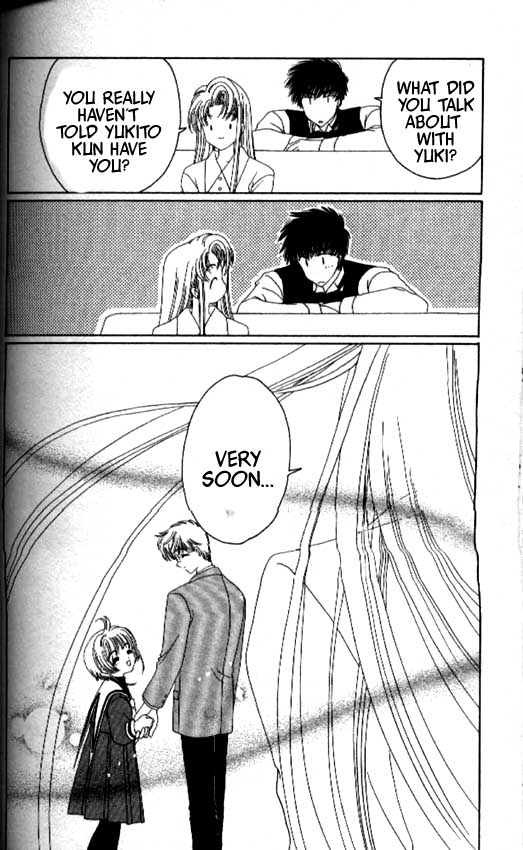 WHAT DID
YOU TALK
ABOUT
WITH
YUKI?
YOU REALLY
HAVEN'T
TOLD YUKITO
KUN HAVE
YOU?
VERY
SOON...